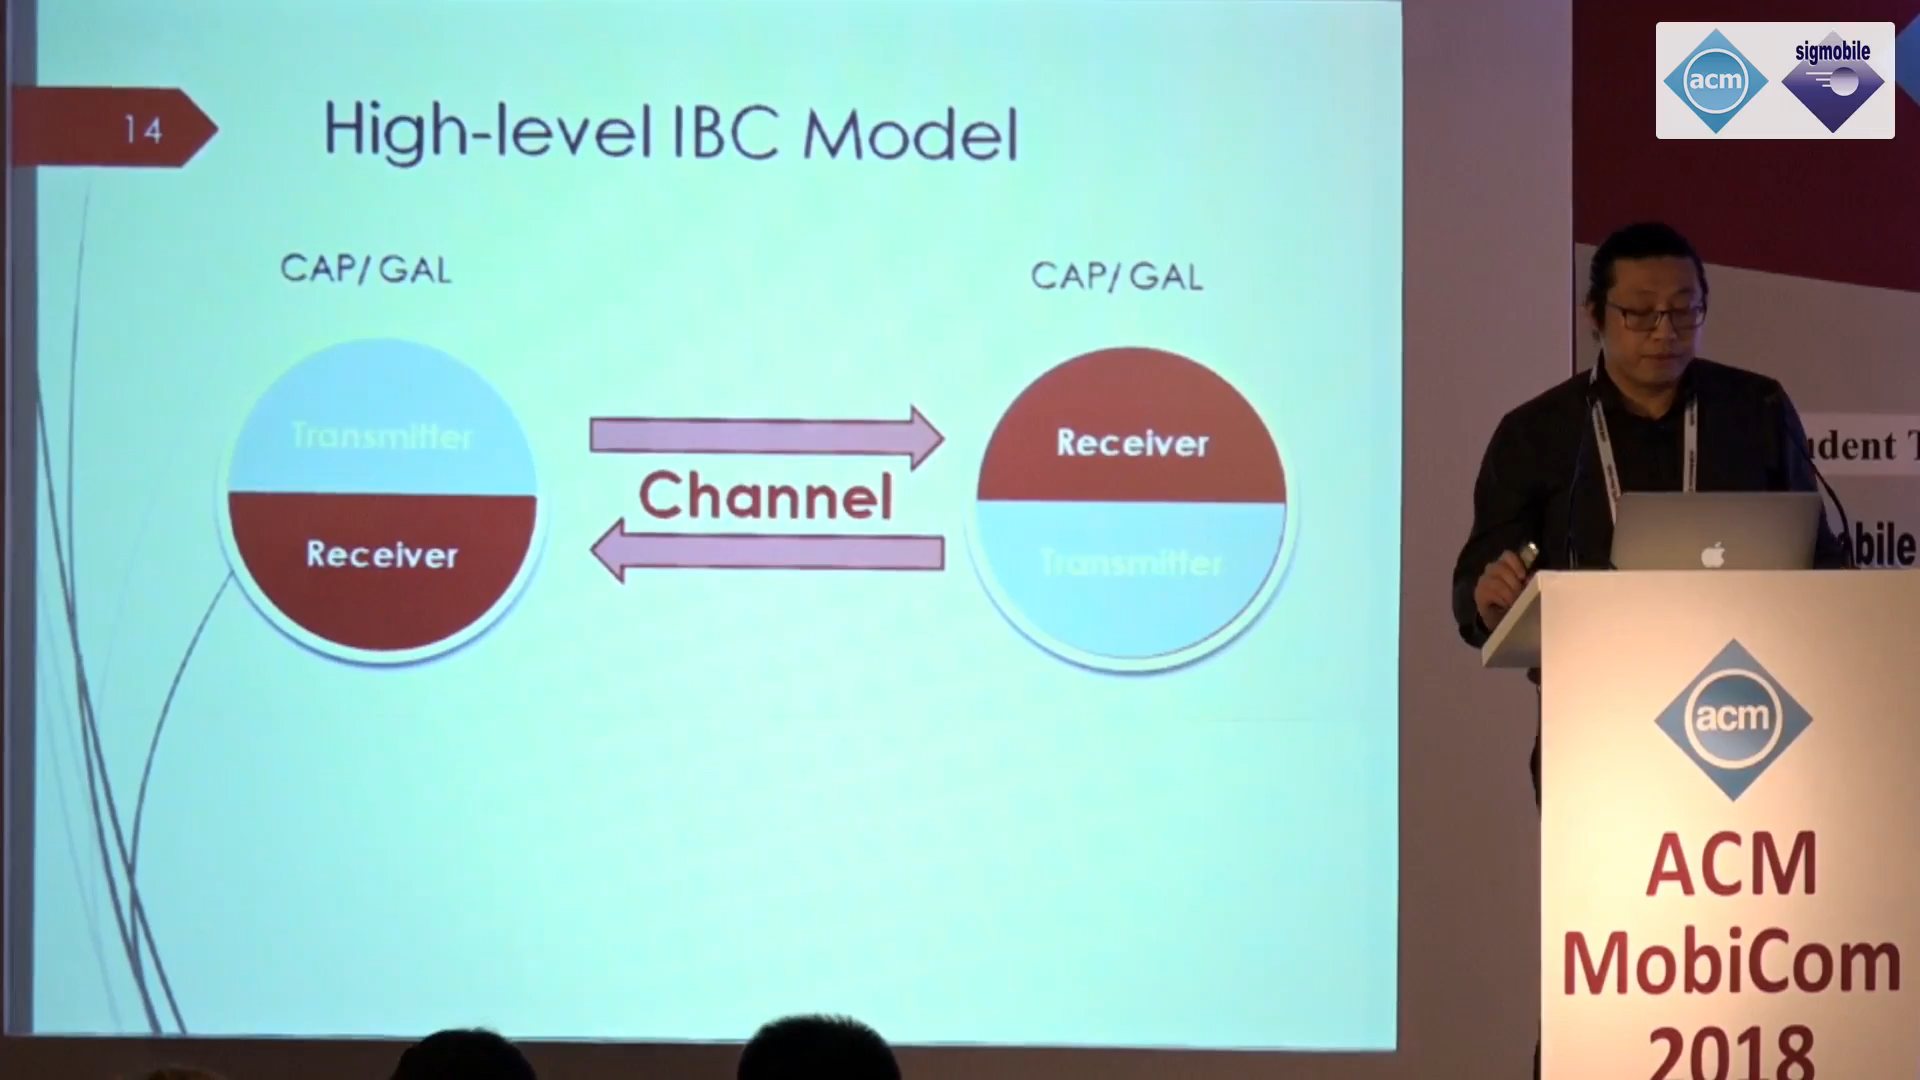 14
High-level IBC Model
CAP/ GAL
CAP/ GAL
Transmitter
Receiver
Channel
Receiver
Transmitter
acm
sigmobile
udent T
bile
acm
ACM
MobiCom
2018